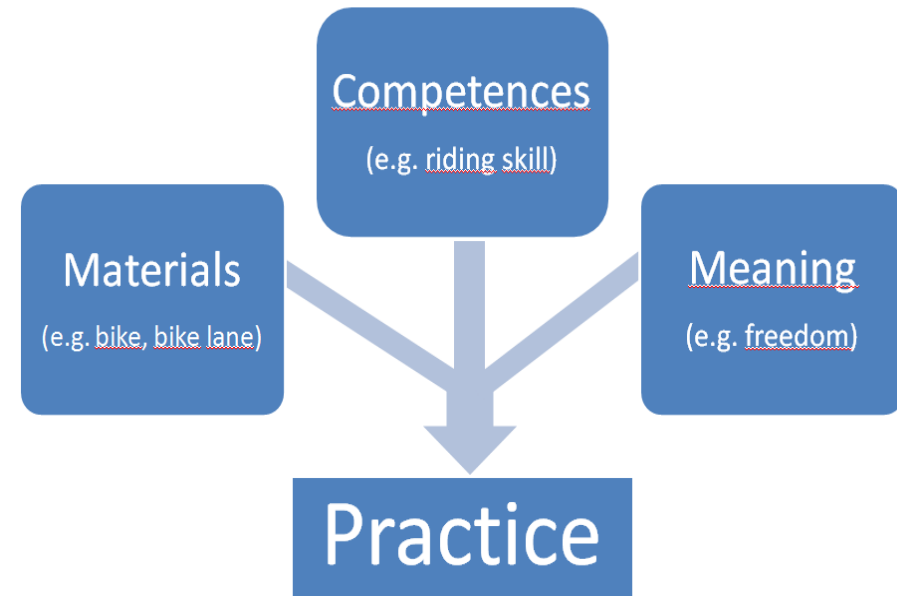 Competences
(e.g. riding skill)
Materials
(e.g. bike, bike lane)
Meaning
(e.g. freedom)
Practice